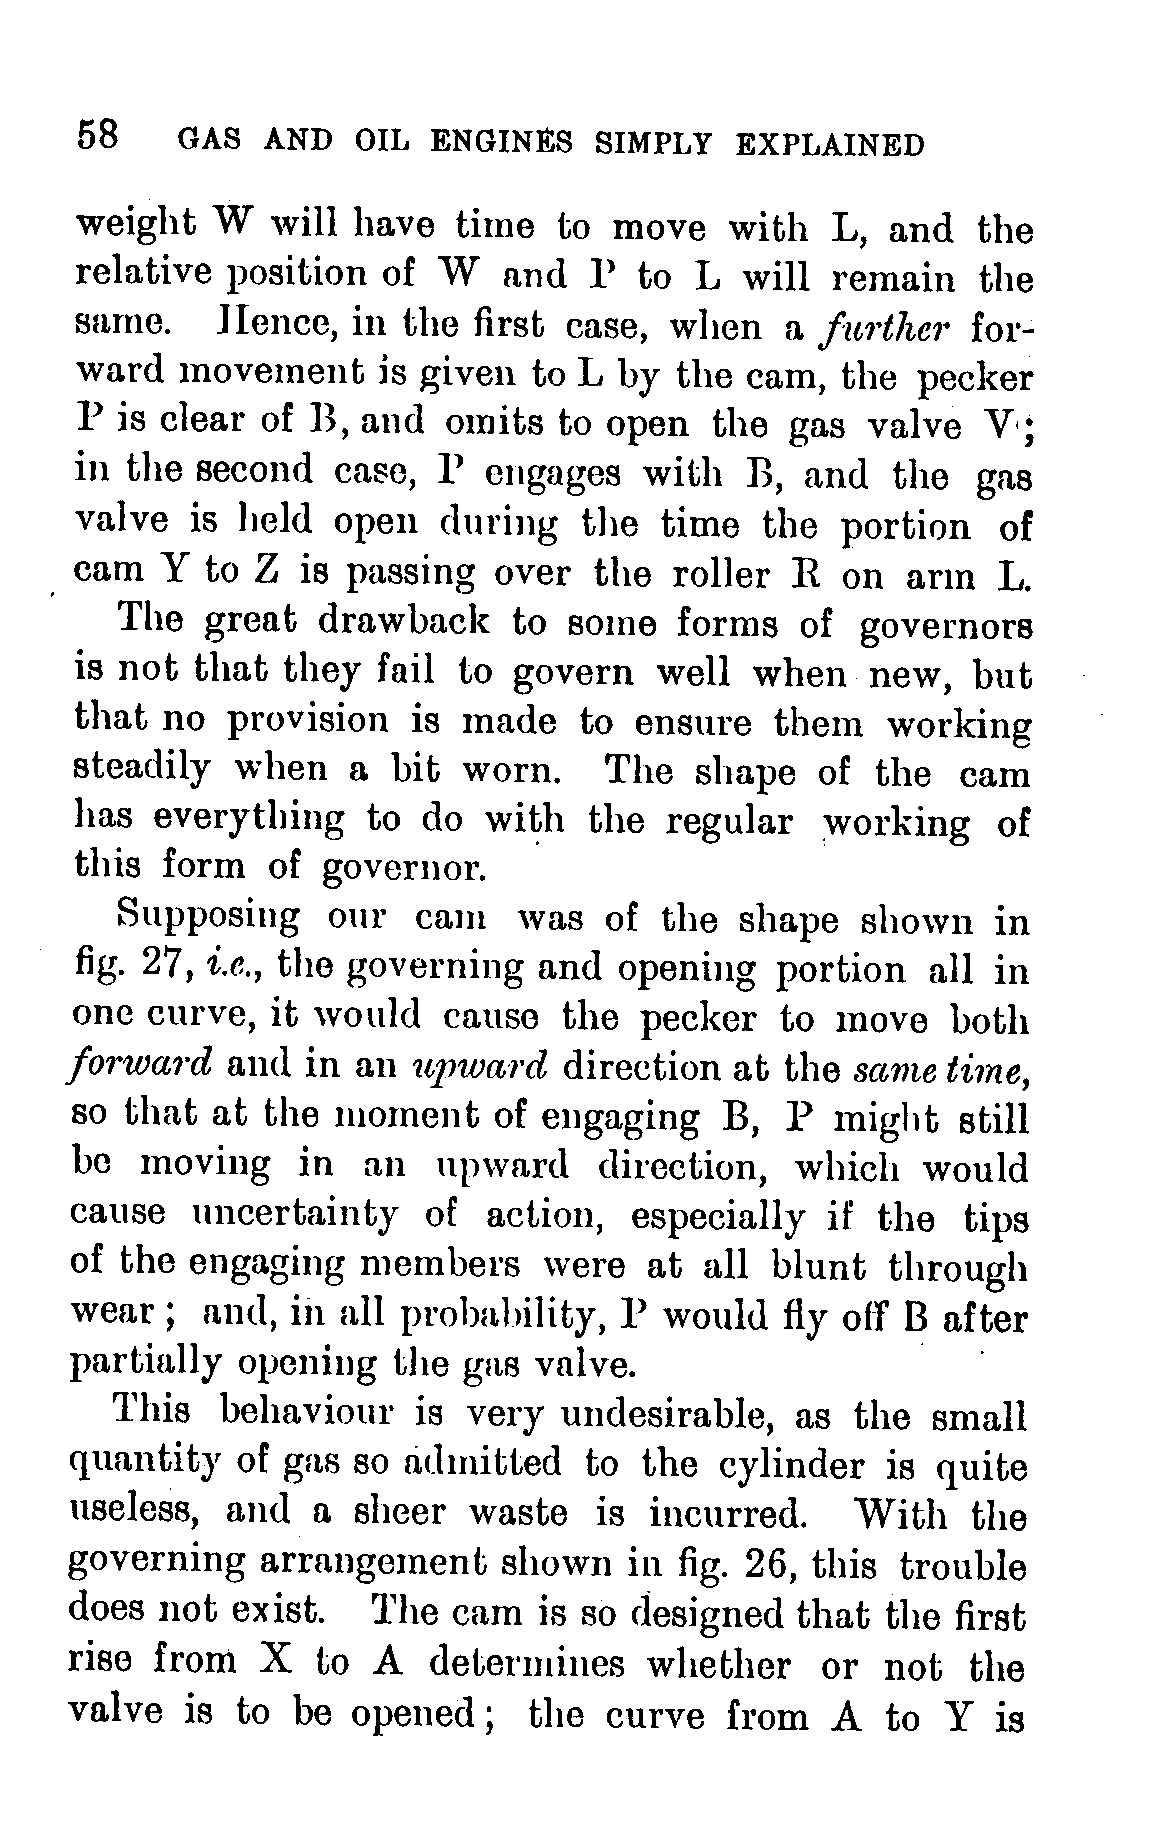 58 GAS AND OIL ENGINES SIMPLY EXPLAINED
weight W will have time to move with L, and the
relative position of W and P to L will remain the
same. Hence, in the first case, when a further for-
ward movement is given to L by the cam, the pecker
P is clear of B, and omits to open the gas valve V;
in the second case, P engages with B, and the gas
valve is held open during the time the portion of
cam Y to Z is passing over the roller R on arm L.
The great drawback to some forms of governors
is not that they fail to govern well when new, but
that no provision is made to ensure them working
steadily when a bit worn. The shape of the cam
has everything to do with the regular working of
this form of governor.
Supposing our cam was of the shape shown in
fig. 27, i.e., the governing and opening portion all in
one curve, it would cause the pecker to move both
forward and in an upward direction at the same time,
so that at the moment of engaging B, P might still
be moving in an upward direction, which would
cause uncertainty of action, especially if the tips
of the engaging members were at all blunt through
wear; and, in all probability, P would fly off B after
partially opening the gas valve.
This behaviour is very undesirable, as the small
quantity of gas so admitted to the cylinder is quite
useless, and a sheer waste is incurred. With the
governing arrangement shown in fig. 26, this trouble
does not exist. The cam is so designed that the first
rise from X to A determines whether or not the
valve is to be opened; the curve from A to Y is